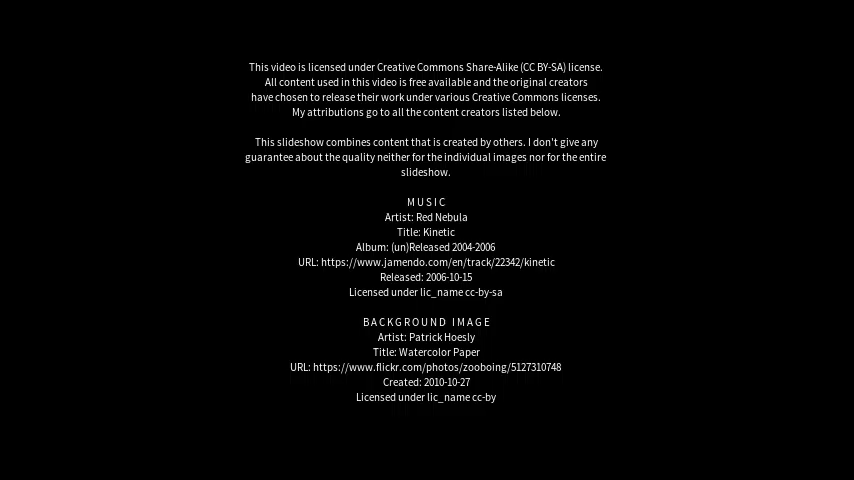 This video is licensed under Creative Commons Share-Alike (CC BY-SA) license.
All content used in this video is free available and the original creators
have chosen to release their work under various Creative Commons licenses.
My attributions go to all the content creators listed below.
This slideshow combines content that is created by others. I don't give any
guarantee about the quality neither for the individual images nor for the entire
slideshow.
MUSIC
Artist: Red Nebula
Title: Kinetic
Album: (un)Released 2004-2006
URL: https://www.jamendo.com/en/track/22342/kinetic
Released: 2006-10-15
Licensed under lic_name cc-by-sa
BACKGROUND IMAGE
Artist: Patrick Hoesly
Title: Watercolor Paper
URL: https://www.flickr.com/photos/zooboing/5127310748
Created: 2010-10-27
Licensed under lic_name cc-by